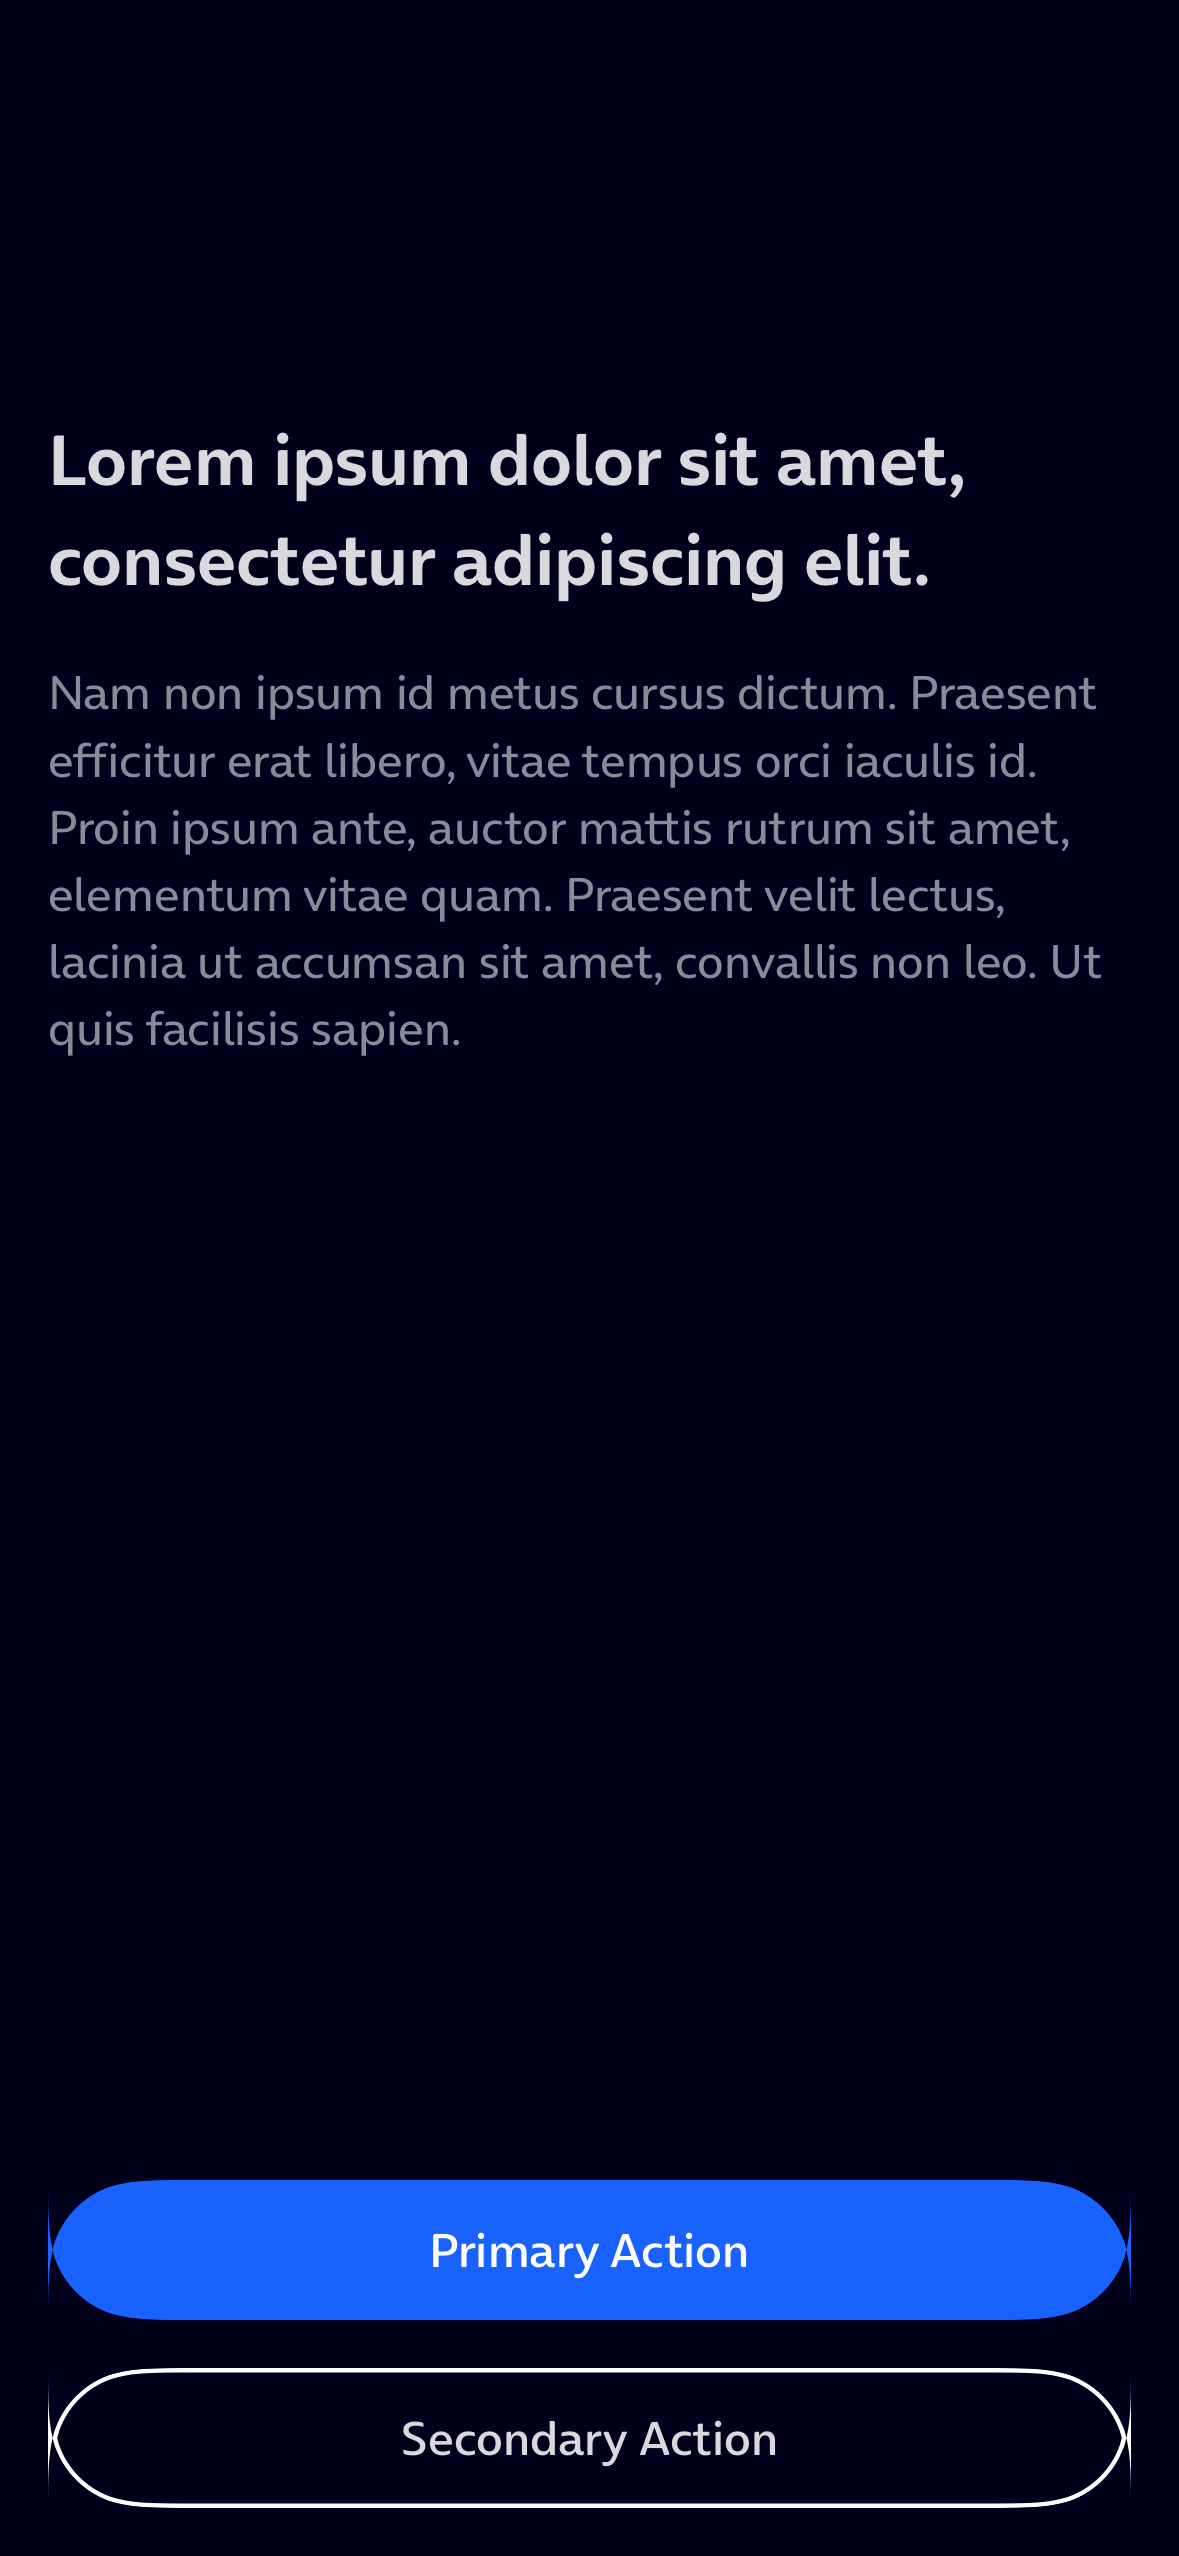 Lorem ipsum dolor sit amet,
consectetur adipiscing elit.
Nam non ipsum id metus cursus dictum. Praesent
efficitur erat libero, vitae tempus orci iaculis id.
Proin ipsum ante, auctor mattis rutrum sit amet,
elementum vitae quam. Praesent velit lectus,
lacinia ut accumsan sit amet, convallis non leo. Ut
quis facilisis sapien.
Primary Action
Secondary Action